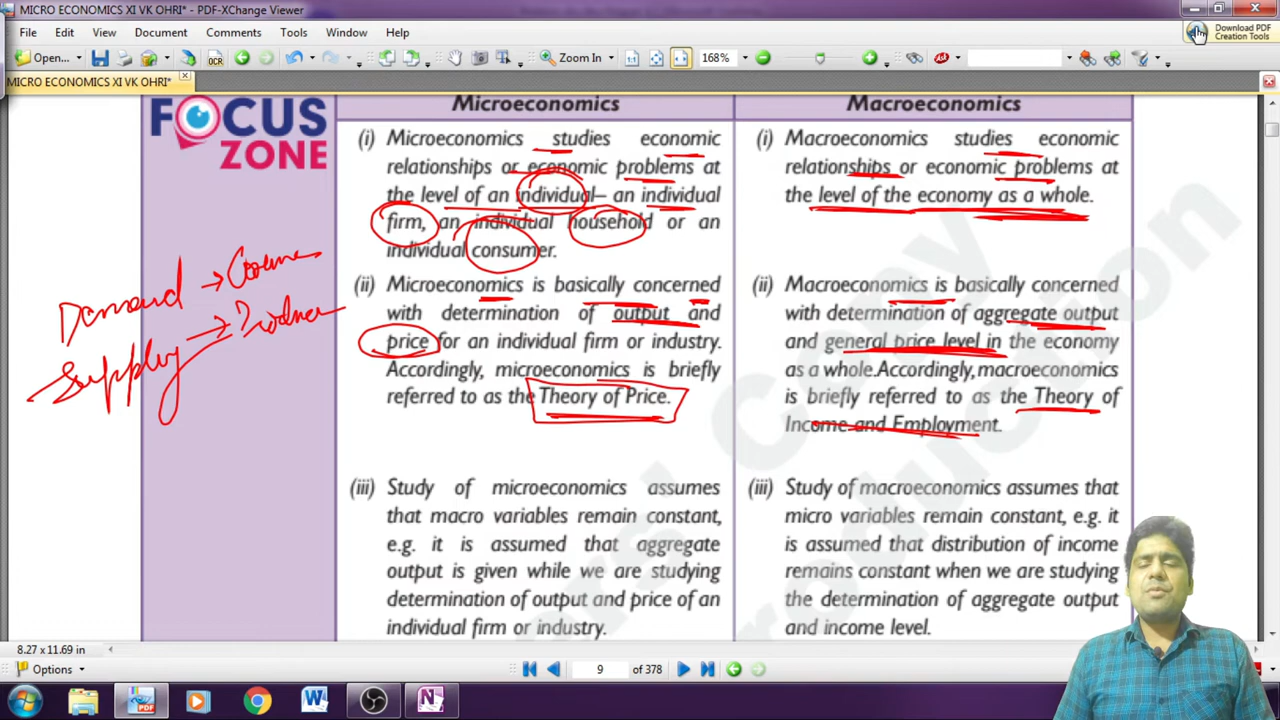 MICRO ECONOMICS XI VK OHRI* - PDF-XChange Viewer
File Edit View Document Comments Tools Window Help
Download PDF
Creation Tools
Open... OCR Zoom In 168%
MICRO ECONOMICS XI VK OHRI*
FOCUS
ZONE
Microeconomics
(i) Microeconomics studies economic
relationships or economic problems at
the level of an individual– an individual
firm, an individual household or an
individual consumer.
(ii) Microeconomics is basically concerned
with determination of output and
price for an individual firm or industry.
Accordingly, microeconomics is briefly
referred to as the Theory of Price.
(iii) Study of microeconomics assumes
that macro variables remain constant,
e.g. it is assumed that aggregate
output is given while we are studying
determination of output and price of an
individual firm or industry.
Macroeconomics
(i) Macroeconomics studies economic
relationships or economic problems at
the level of the economy as a whole.
(ii) Macroeconomics is basically concerned
with determination of aggregate output
and general price level in the economy
as a whole. Accordingly, macroeconomics
is briefly referred to as the Theory of
Income and Employment.
(iii) Study of macroeconomics assumes that
micro variables remain constant, e.g. it
is assumed that distribution of income
remains constant when we are studying
the determination of aggregate output
and income level.
Demand →
Supply →
8.27 x 11.69 in
Options 9 of 378